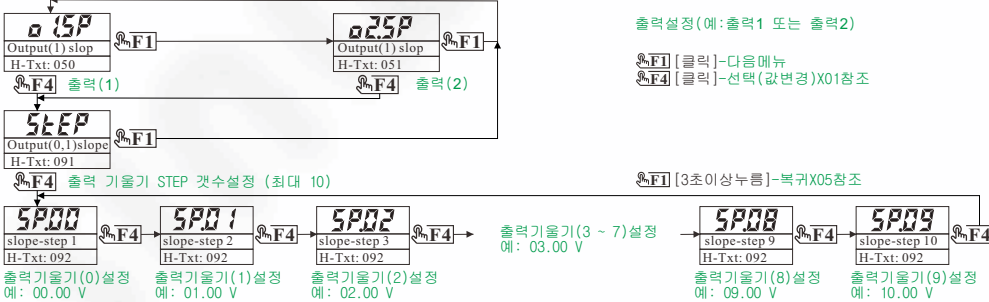 o1.SP
Output(1) slop
H-Txt: 050
F1
o2.SP
Output(1) slop
H-Txt: 051
F1
출력설정(예:출력1 또는 출력2)
F1 [클릭]-다음메뉴
F4 [클릭]-선택(값변경)X01참조
F4 출력(1)
F4 출력(2)
StEP
Output(0,1)slope
H-Txt: 091
F1
F4 출력 기울기 STEP 갯수설정 (최대 10)
F1 [3초이상누름]-복귀X05참조
SP.00
slope-step 1
H-Txt: 092
F4
출력기울기(0)설정
예: 00.00 V
SP.01
slope-step 2
H-Txt: 092
F4
출력기울기(1)설정
예: 01.00 V
SP.02
slope-step 3
H-Txt: 092
F4
출력기울기(2)설정
예: 02.00 V
출력기울기(3 ~ 7)설정
예: 03.00 V
SP.08
slope-step 9
H-Txt: 092
F4
출력기울기(8)설정
예: 09.00 V
SP.09
slope-step 10
H-Txt: 092
F4
출력기울기(9)설정
예: 10.00 V